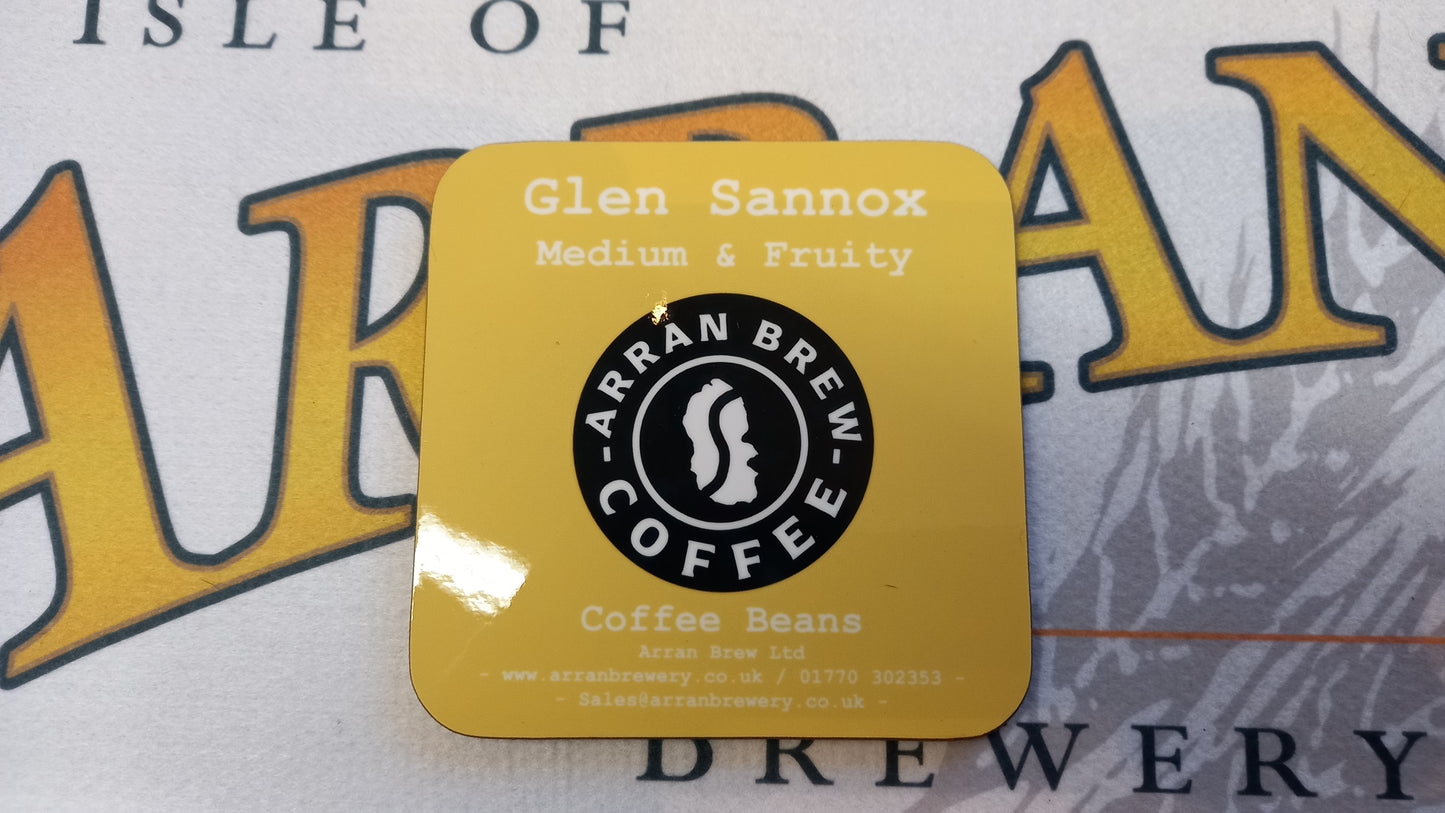 ISLE OF
ARRAN
Glen Sannox
Medium & Fruity
ARRAN BREW
- COFFEE -
Coffee Beans
Arran Brew Ltd
- www.arranbrewery.co.uk / 01770 302353 -
- Sales@arranbrewery.co.uk -
BREWERY